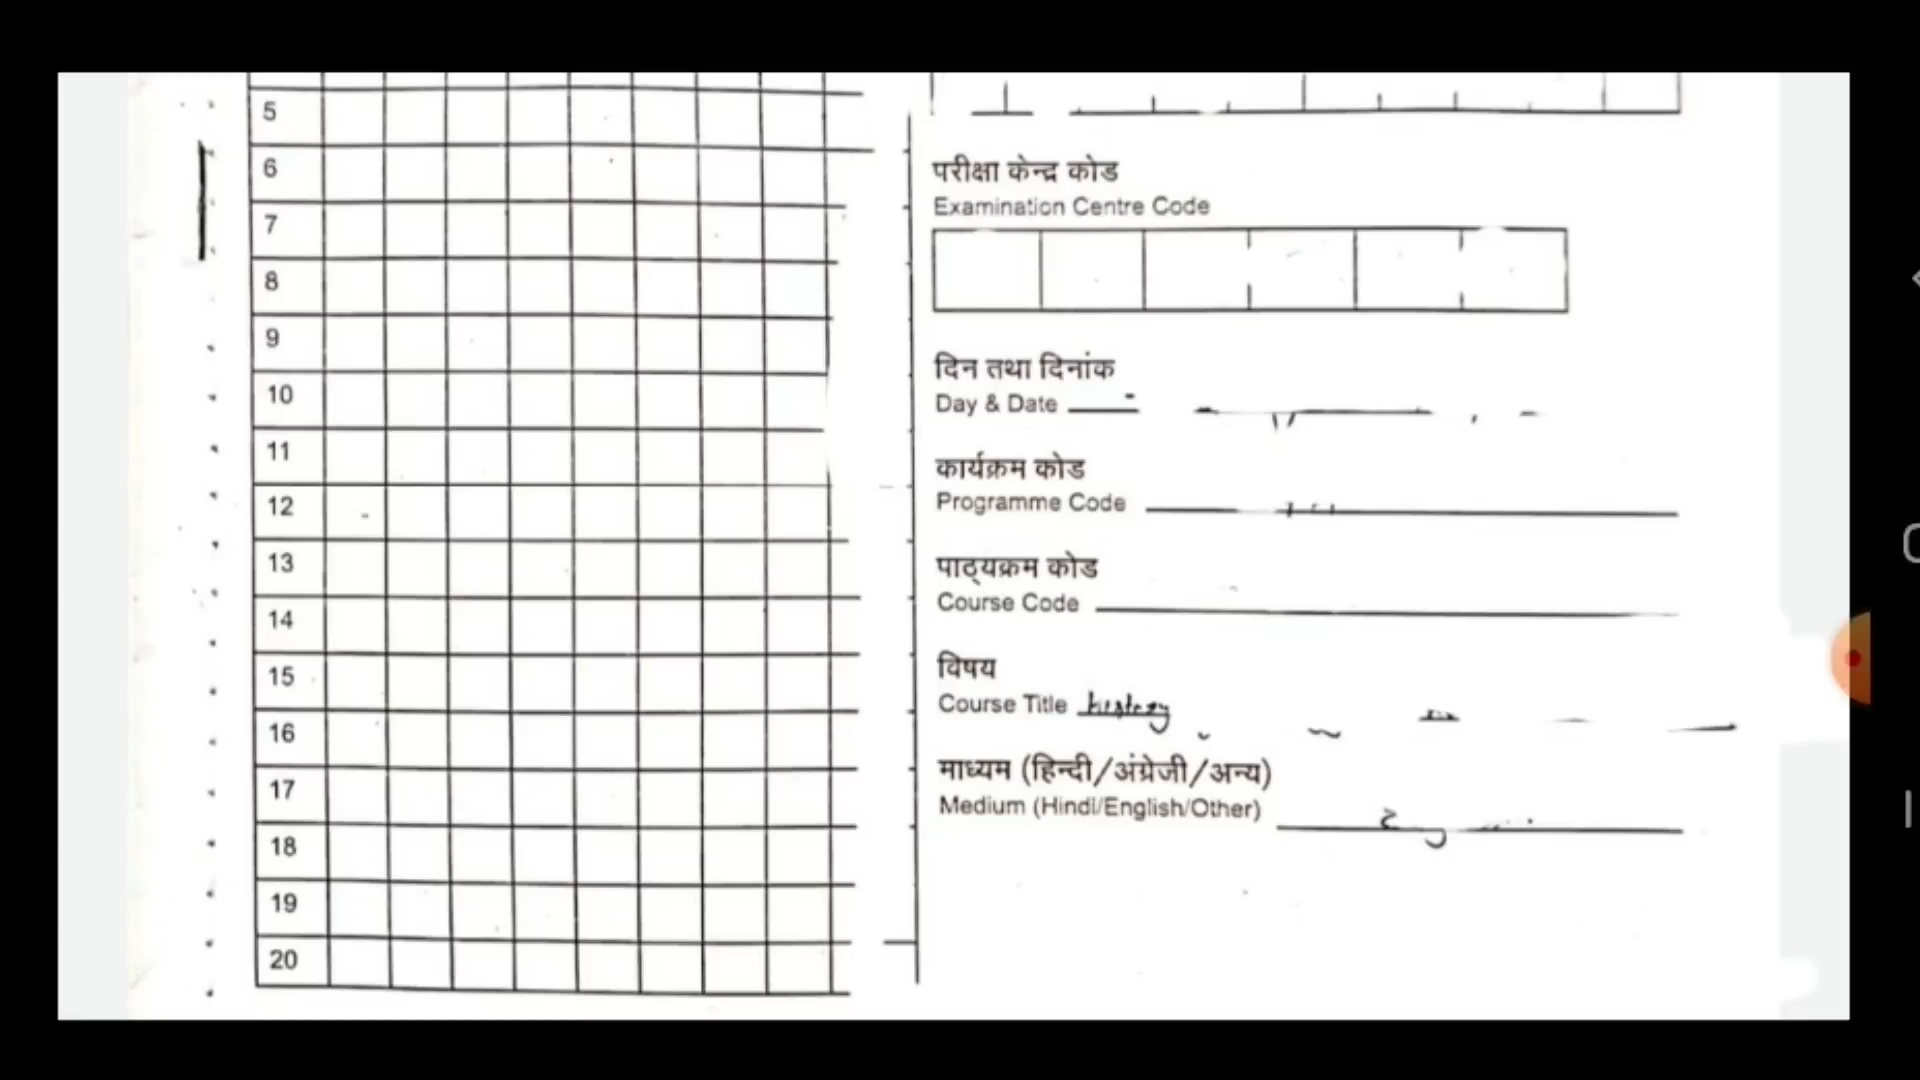 5
6
7
8
9
10
11
12
13
14
15
16
17
18
19
20
परीक्षा केन्द्र कोड
Examination Centre Code
दिन तथा दिनांक
Day & Date
कार्यक्रम कोड
Programme Code
पाठ्यक्रम कोड
Course Code
विषय
Course Title history
माध्यम (हिन्दी/अंग्रेजी/अन्य)
Medium (Hindi/English/Other)